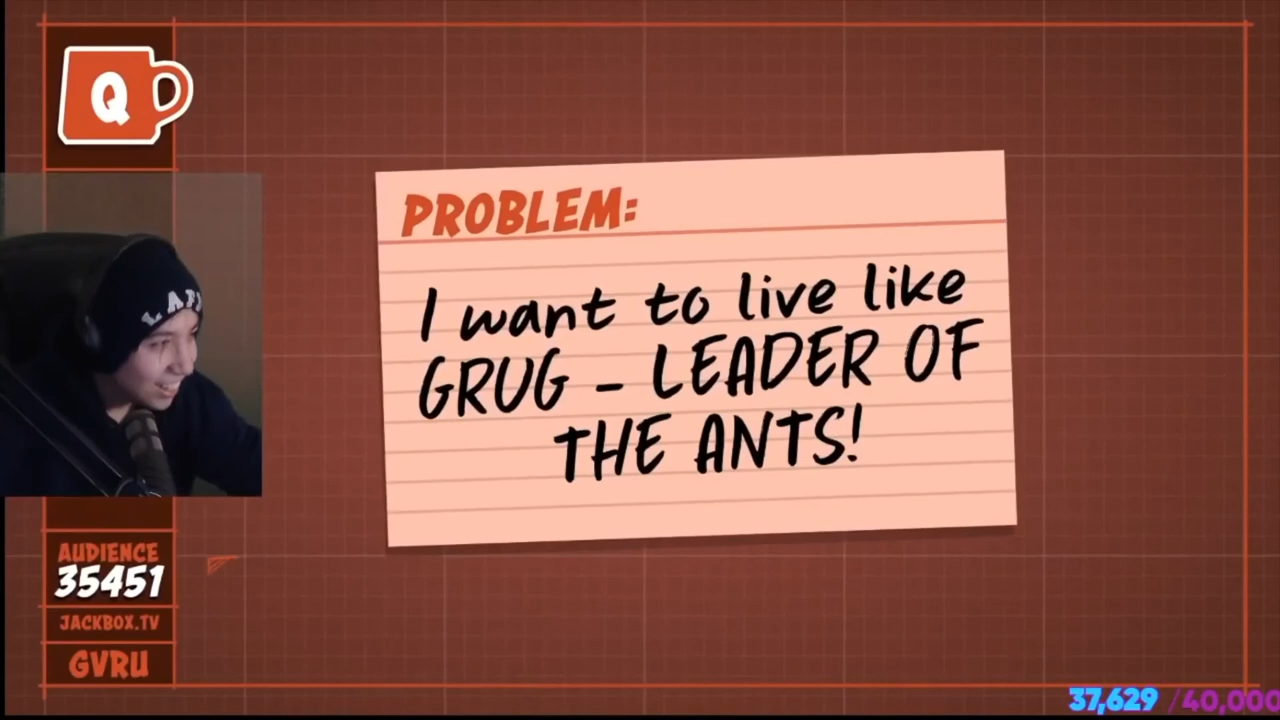 Q
PROBLEM:
I want to live like
GRUG - LEADER OF
THE ANTS!
AUDIENCE
35451
JACKBOX.TV
GVRU
37,629 /40,000